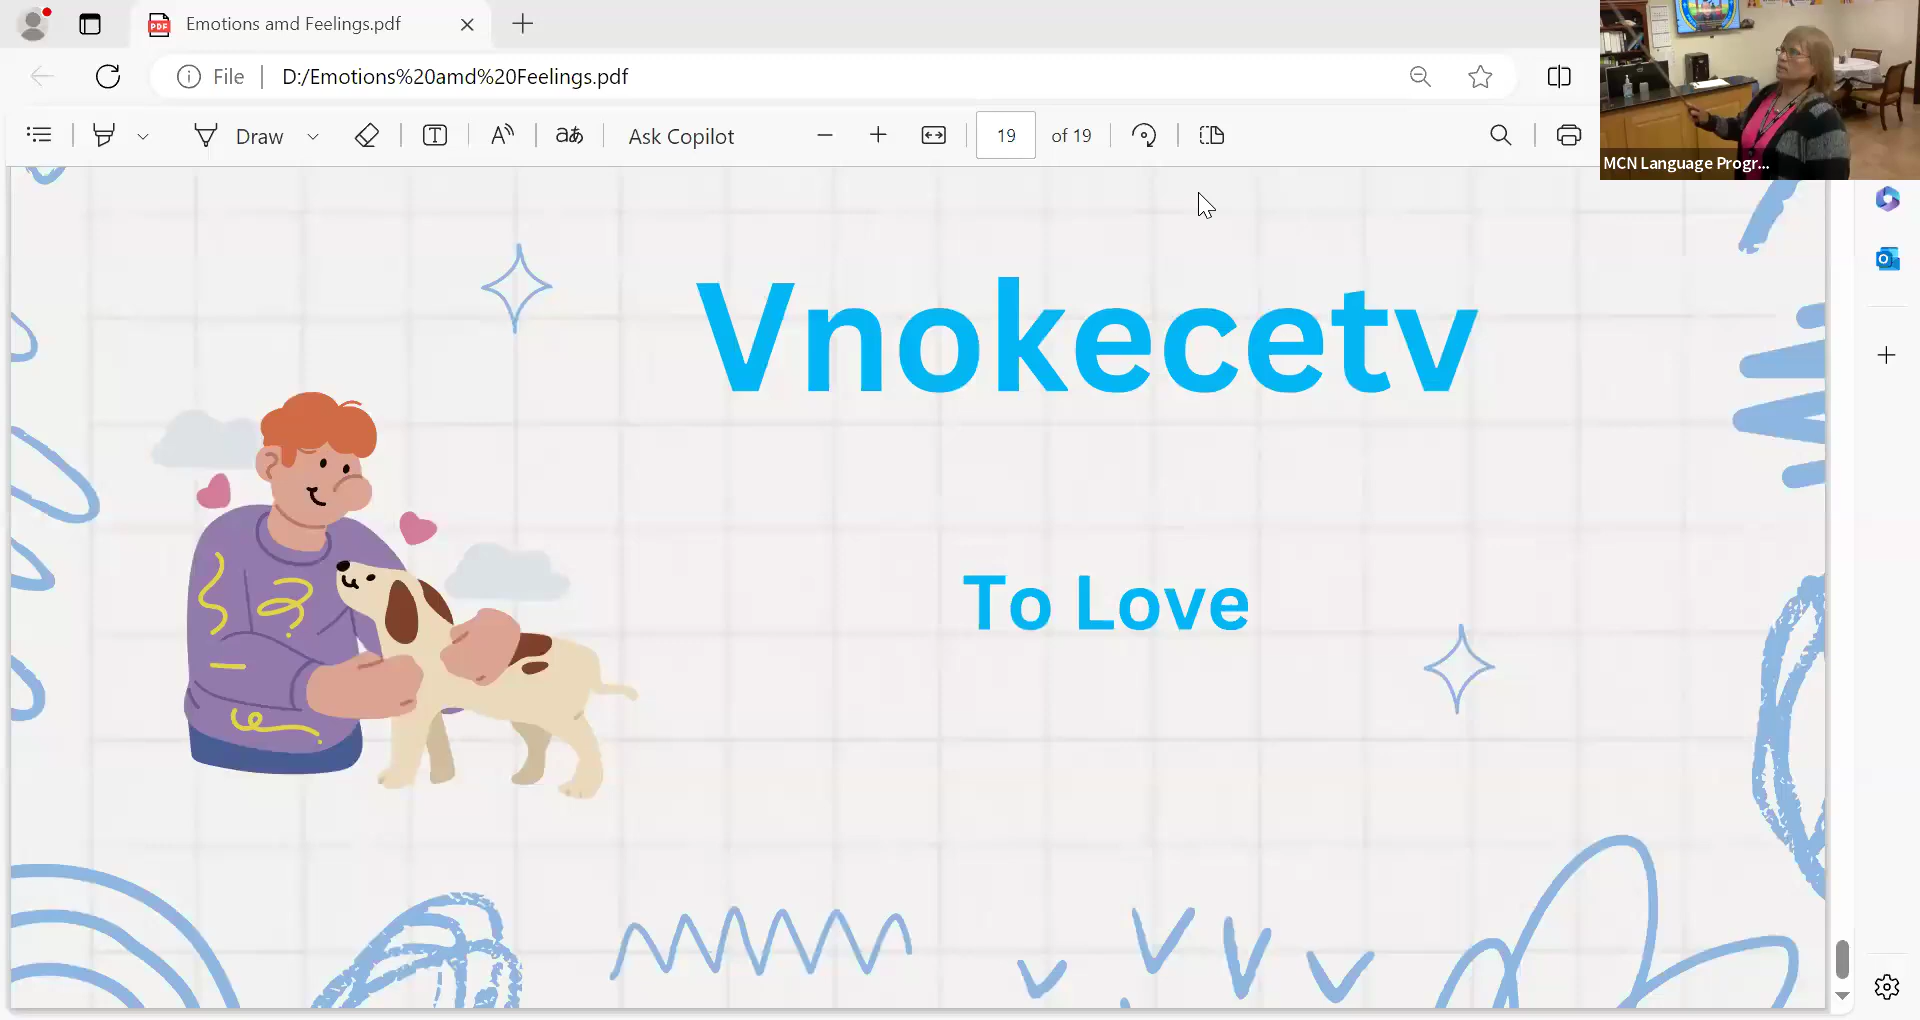 Emotions amd Feelings.pdf
File
D:/Emotions%20amd%20Feelings.pdf
Draw
Ask Copilot
19
of 19
MCN Language Progr...
Vnokecetv
To Love